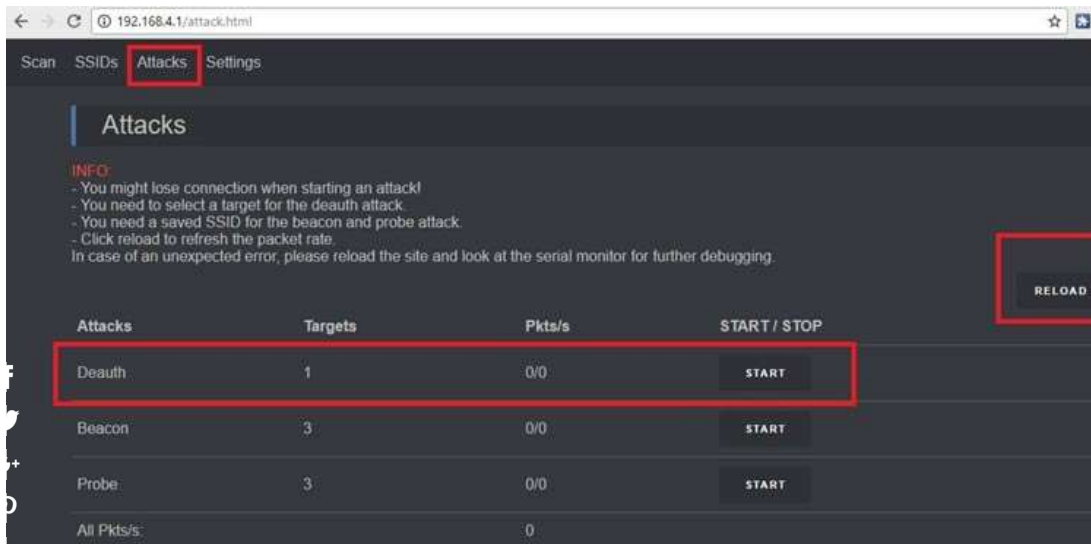 192.168.4.1/attack.html
Scan SSIDs Attacks Settings
Attacks
INFO:
- You might lose connection when starting an attack!
- You need to select a target for the deauth attack.
- You need a saved SSID for the beacon and probe attack.
- Click reload to refresh the packet rate.
In case of an unexpected error, please reload the site and look at the serial monitor for further debugging.
RELOAD
Attacks Targets Pkts/s START / STOP
Deauth 1 0/0 START
Beacon 3 0/0 START
Probe 3 0/0 START
All Pkts/s: 0